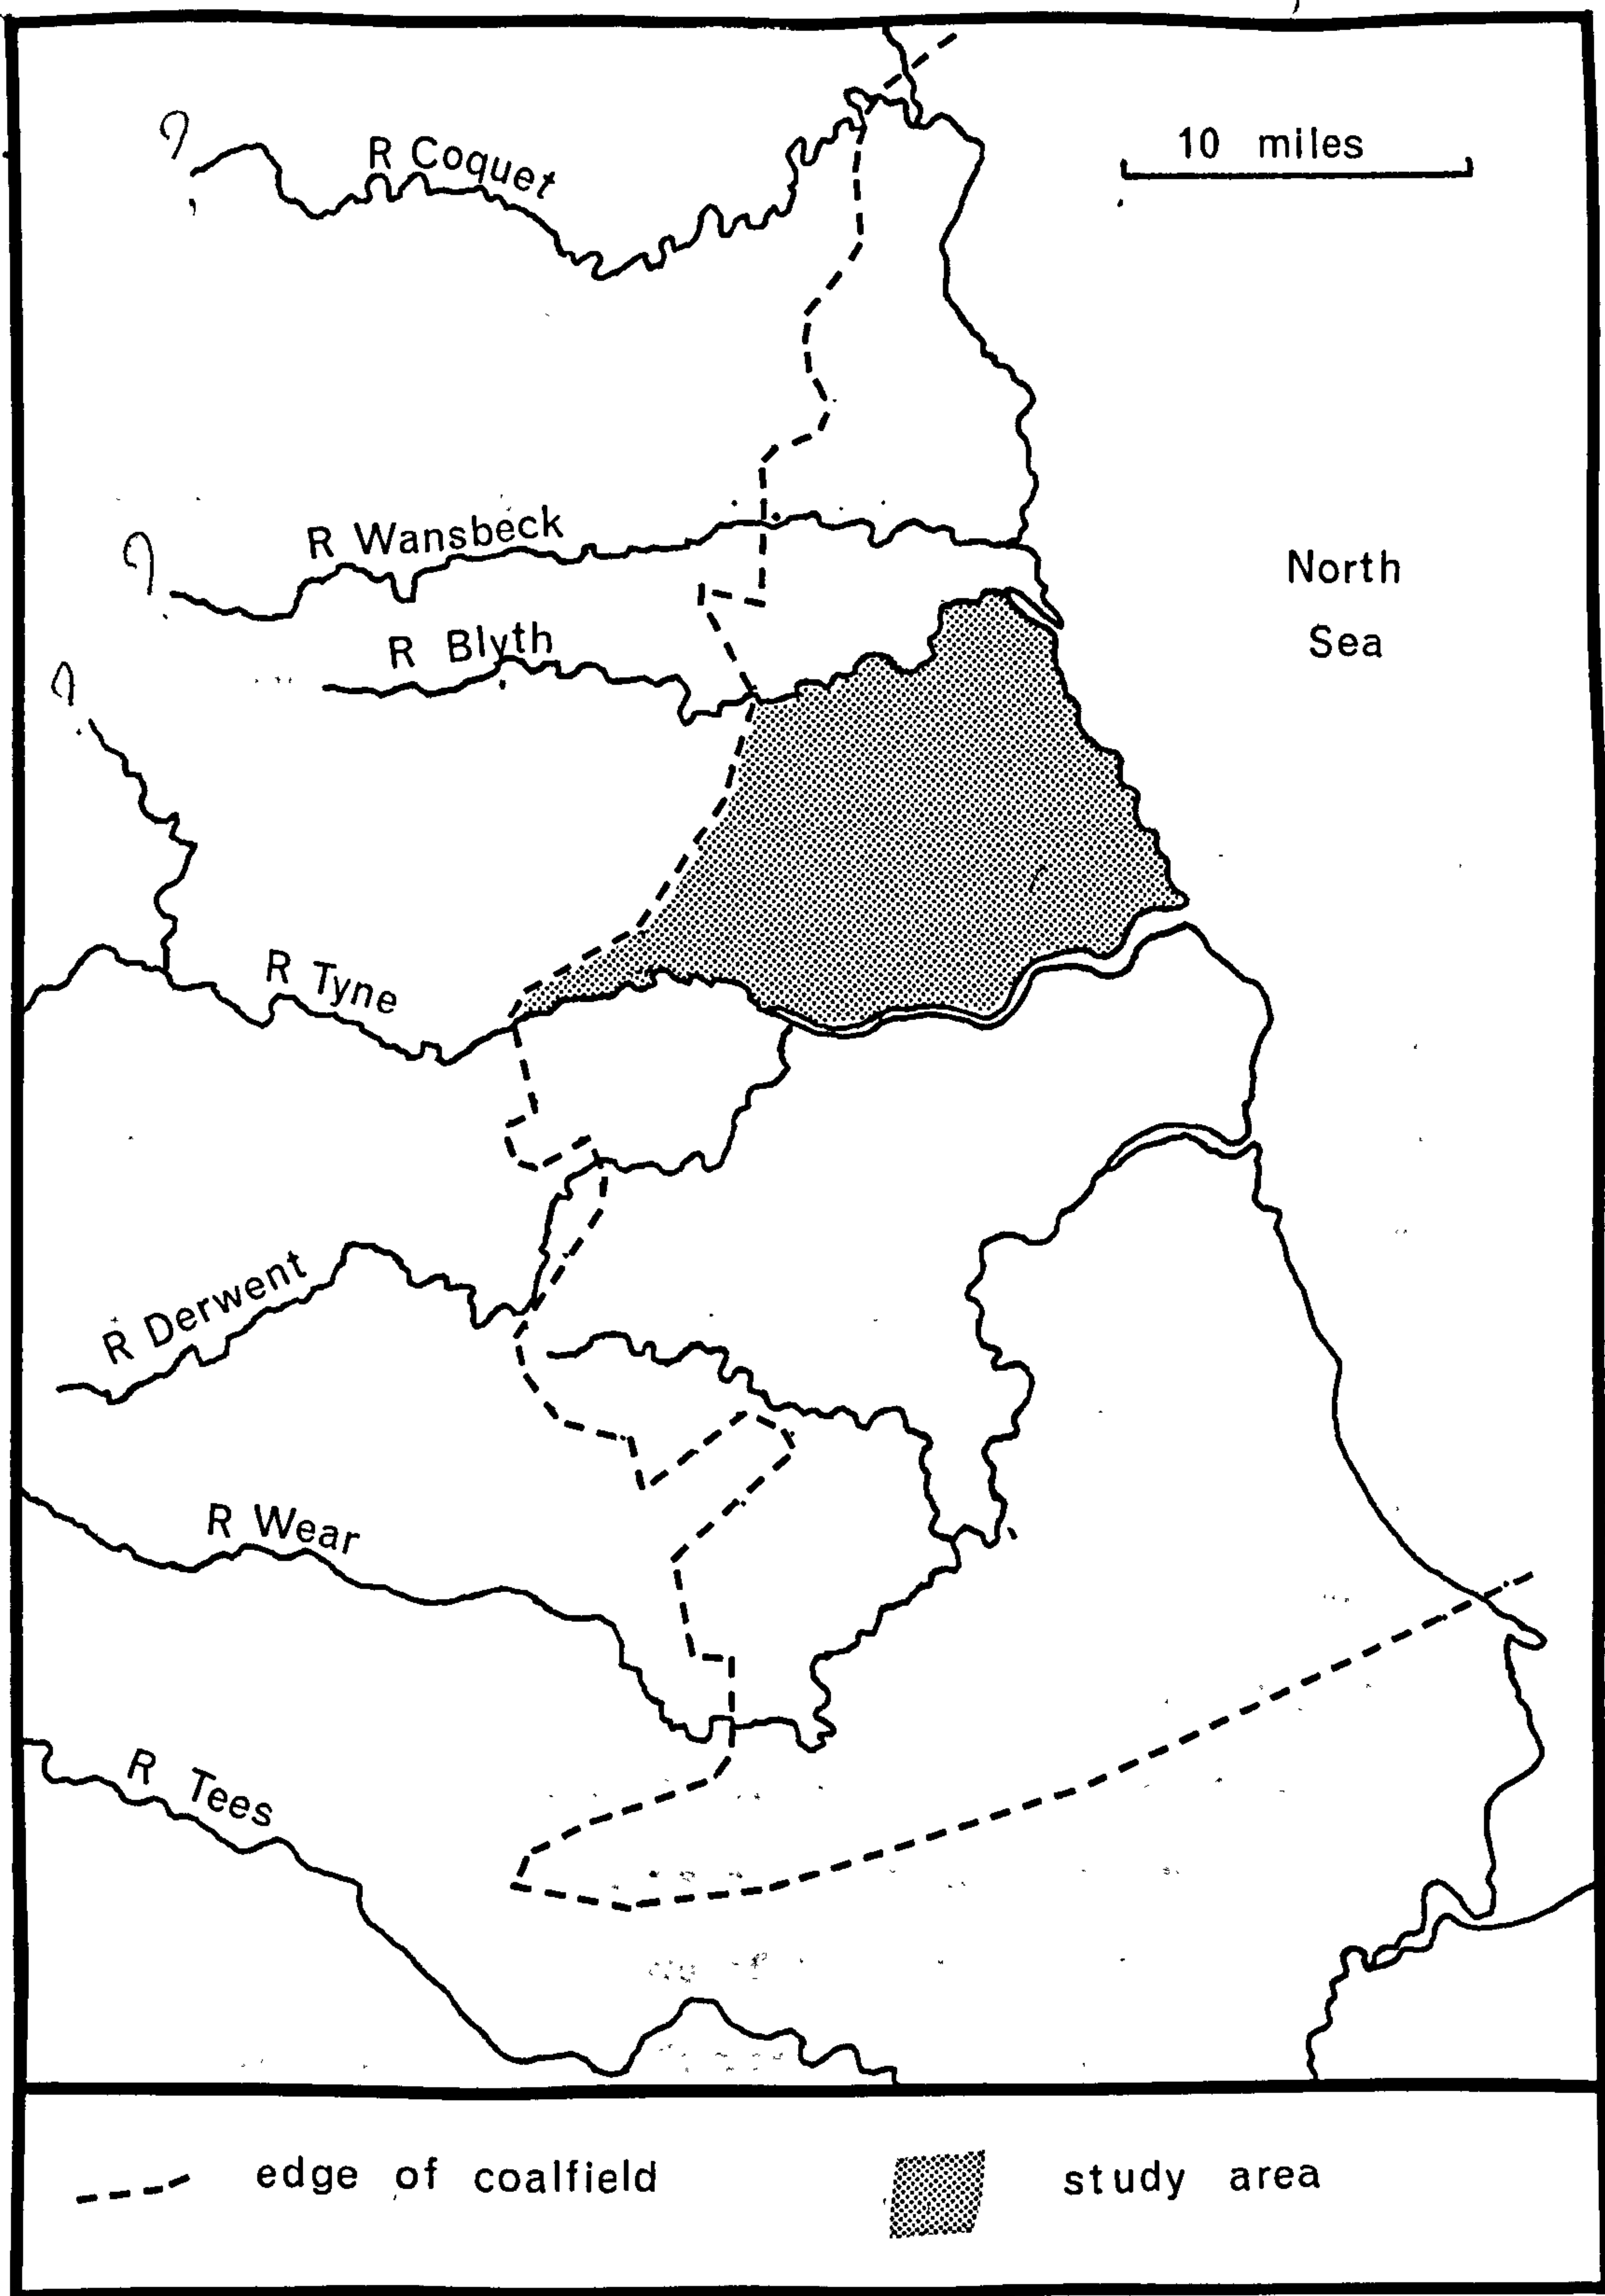 R Coquet
10 miles
R Wansbeck
North
Sea
R Blyth
R Tyne
R Derwent
R Wear
R Tees
edge of coalfield
study area